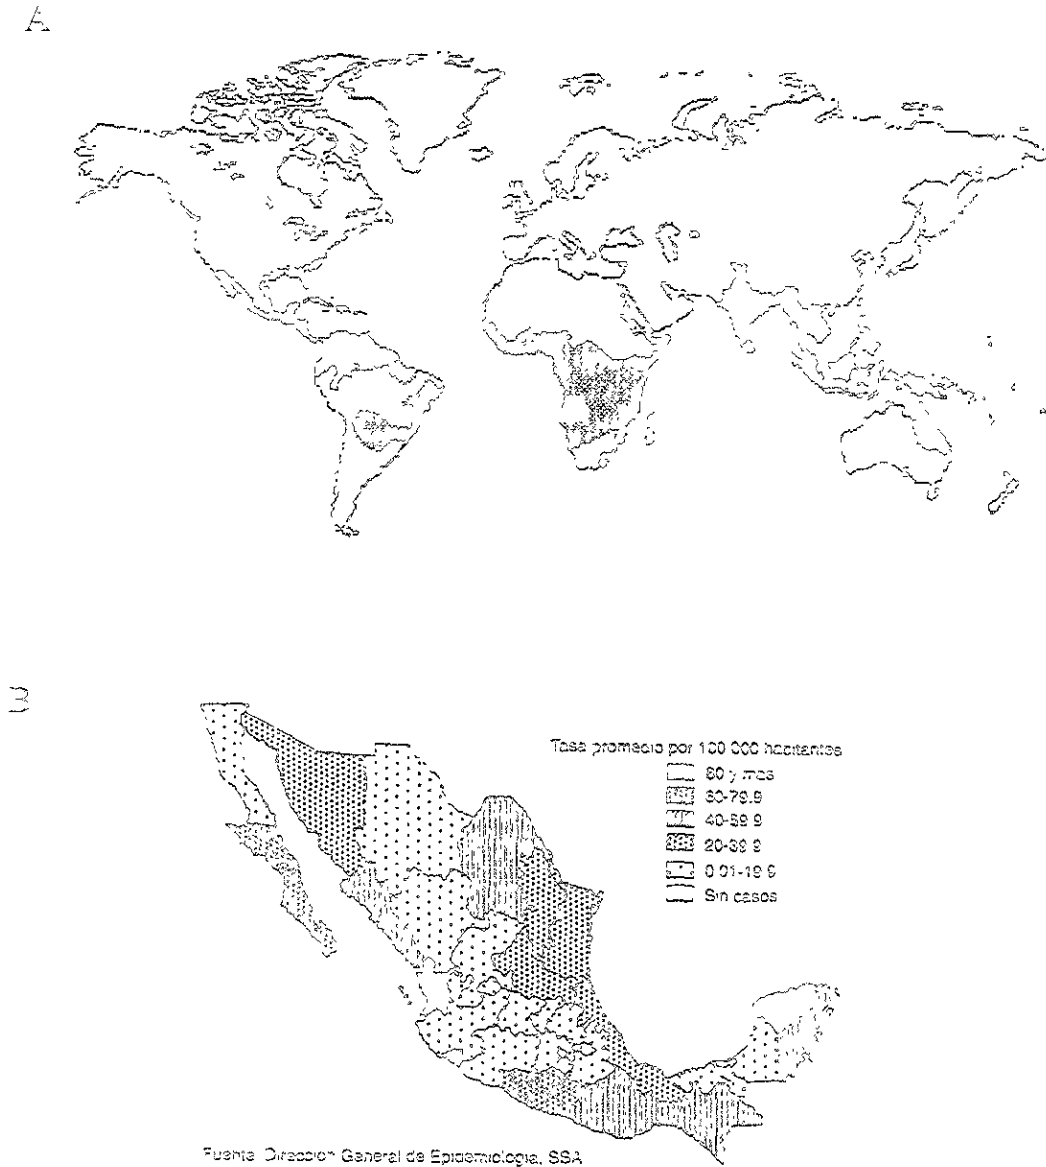 A
B
Tasa promedio por 100 000 habitantes
80 y mas
60-79.9
40-59.9
20-39.9
0.01-19.9
Sin casos
Fuente: Dirección General de Epidemiología, SSA